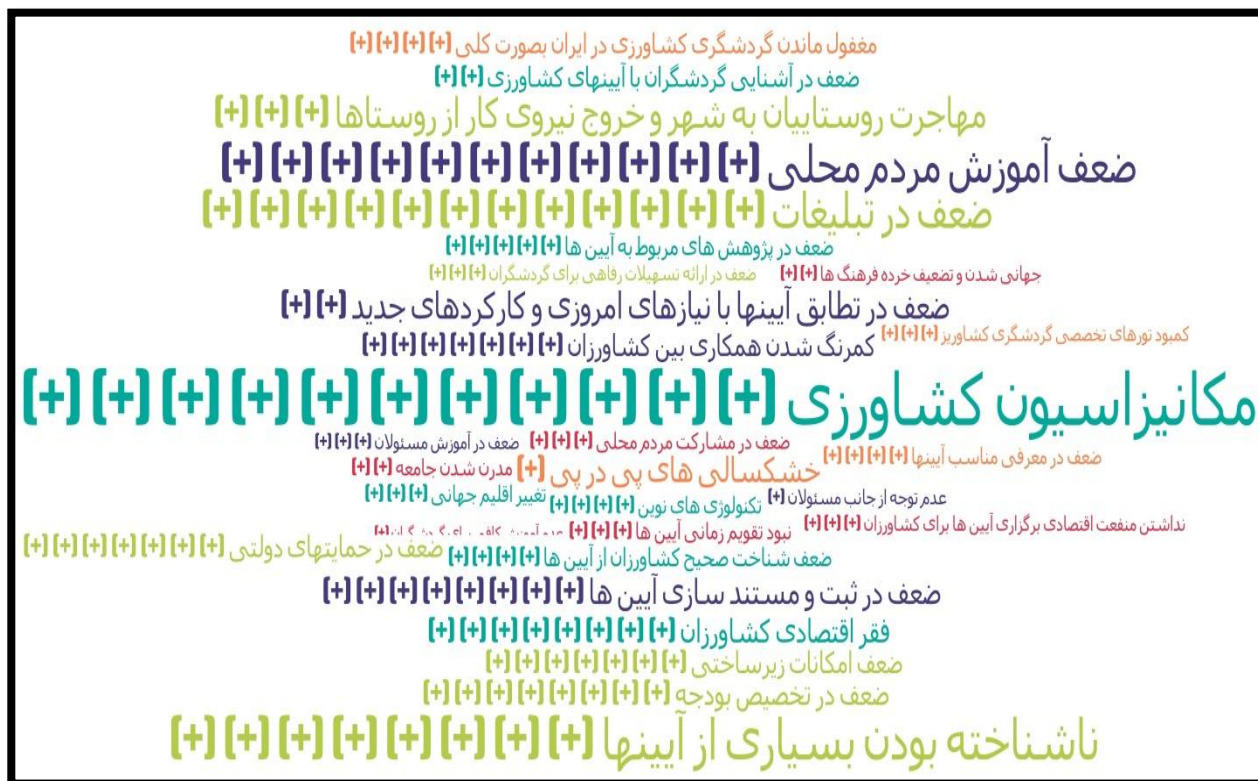 مغفول ماندن گردشگری کشاورزی در ایران بصورت کلی (+) (+) (+) (+)
ضعف در آشنایی گردشگران با آیینهای کشاورزی (+) (+)
مهاجرت روستاییان به شهر و خروج نیروی کار از روستاها (+) (+) (+)
ضعف آموزش مردم محلی (+) (+) (+) (+) (+) (+) (+) (+) (+) (+) (+)
ضعف در تبلیغات (+) (+) (+) (+) (+) (+) (+) (+) (+) (+) (+) (+)
ضعف در پژوهش های مربوط به آیین ها (+) (+) (+) (+) (+)
جهانی شدن و تضعیف خرده فرهنگ ها (+) (+)
ضعف در ارائه تسهیلات رفاهی برای گردشگران (+) (+) (+)
ضعف در تطابق آیینها با نیازهای امروزی و کارکردهای جدید (+) (+)
کمبود تورهای تخصصی گردشگری کشاوریز (+) (+) (+)
کمرنگ شدن همکاری بین کشاورزان (+) (+) (+) (+) (+) (+) (+)
مکانیزاسیون کشاورزی (+) (+) (+) (+) (+) (+) (+) (+) (+) (+) (+)
ضعف در مشارکت مردم محلی (+) (+) (+)
ضعف در آموزش مسئولان (+) (+) (+)
ضعف در معرفی مناسب آیینها (+) (+) (+) (+)
خشکسالی های پی در پی (+)
مدرن شدن جامعه (+) (+)
تغییر اقلیم جهانی (+) (+) (+)
تکنولوژی های نوین (+) (+) (+) (+)
عدم توجه از جانب مسئولان (+)
نداشتن منفعت اقتصادی برگزاری آیین ها برای کشاورزان (+) (+) (+)
نبود تقویم زمانی آیین ها (+) (+) (+)
ضعف در حمایتهای دولتی (+) (+) (+) (+) (+) (+) (+)
ضعف شناخت صحیح کشاورزان از آیین ها (+) (+) (+) (+)
ضعف در ثبت و مستند سازی آیین ها (+) (+) (+) (+) (+) (+) (+) (+)
فقر اقتصادی کشاورزان (+) (+) (+) (+) (+) (+) (+) (+)
ضعف امکانات زیرساختی (+) (+) (+) (+) (+) (+) (+)
ضعف در تخصیص بودجه (+) (+) (+) (+) (+) (+) (+) (+)
ناشناخته بودن بسیاری از آیینها (+) (+) (+) (+) (+) (+) (+) (+)